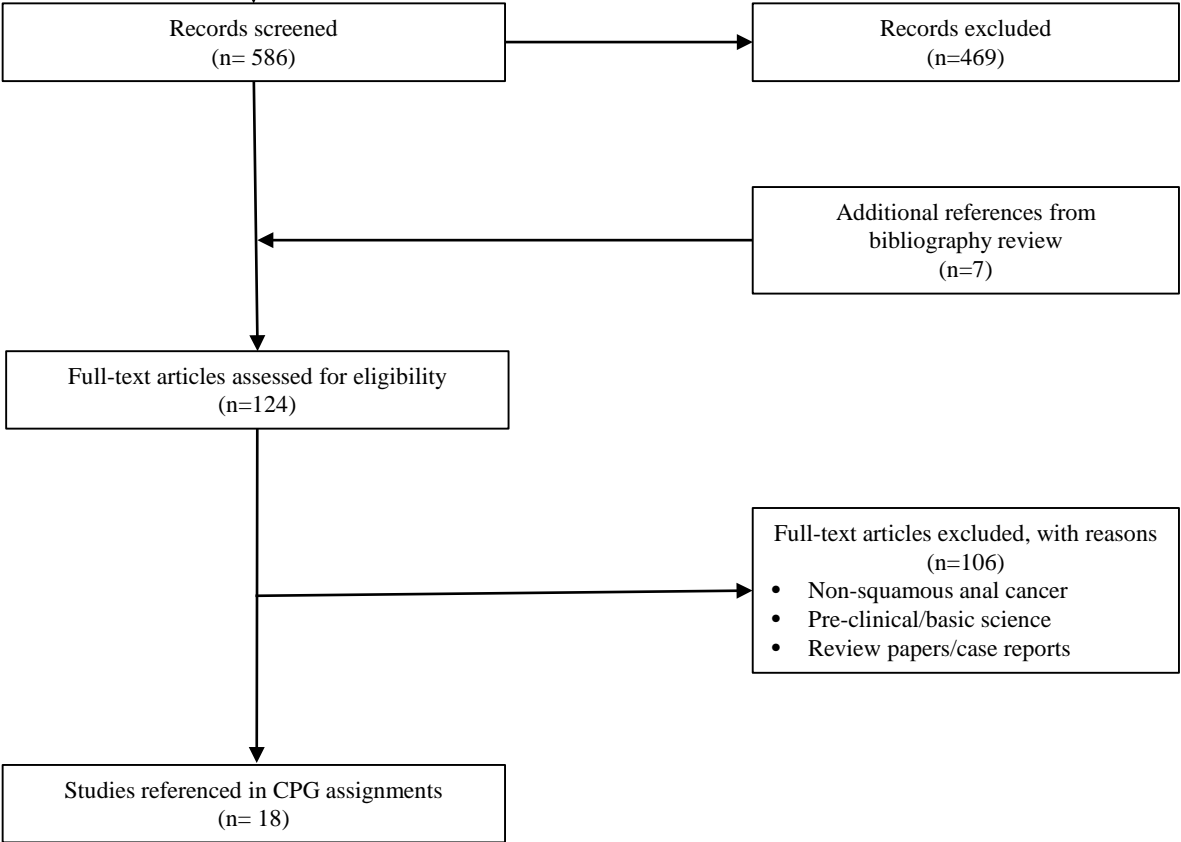 Records screened
(n= 586)
Records excluded
(n=469)
Additional references from
bibliography review
(n=7)
Full-text articles assessed for eligibility
(n=124)
Full-text articles excluded, with reasons
(n=106)
• Non-squamous anal cancer
• Pre-clinical/basic science
• Review papers/case reports
Studies referenced in CPG assignments
(n= 18)